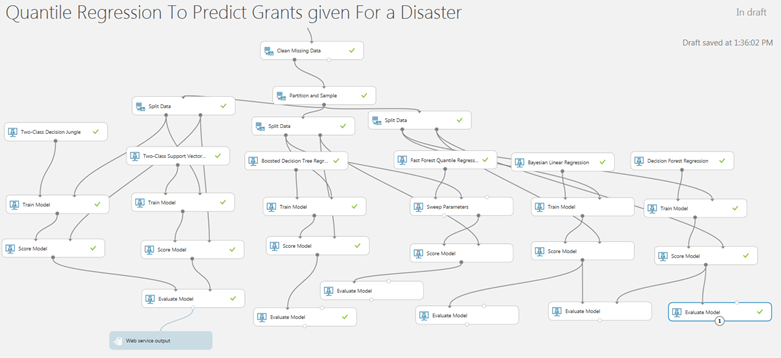 Quantile Regression To Predict Grants given For a Disaster
In draft
Draft saved at 1:36:02 PM
Clean Missing Data
Partition and Sample
Split Data
Split Data
Split Data
Two-Class Decision Jungle
Two-Class Support Vector...
Boosted Decision Tree Regr...
Fast Forest Quantile Regress...
Bayesian Linear Regression
Decision Forest Regression
Train Model
Train Model
Train Model
Sweep Parameters
Train Model
Train Model
Score Model
Score Model
Score Model
Score Model
Score Model
Score Model
Evaluate Model
Evaluate Model
Evaluate Model
Evaluate Model
Evaluate Model
Evaluate Model
1
Web service output